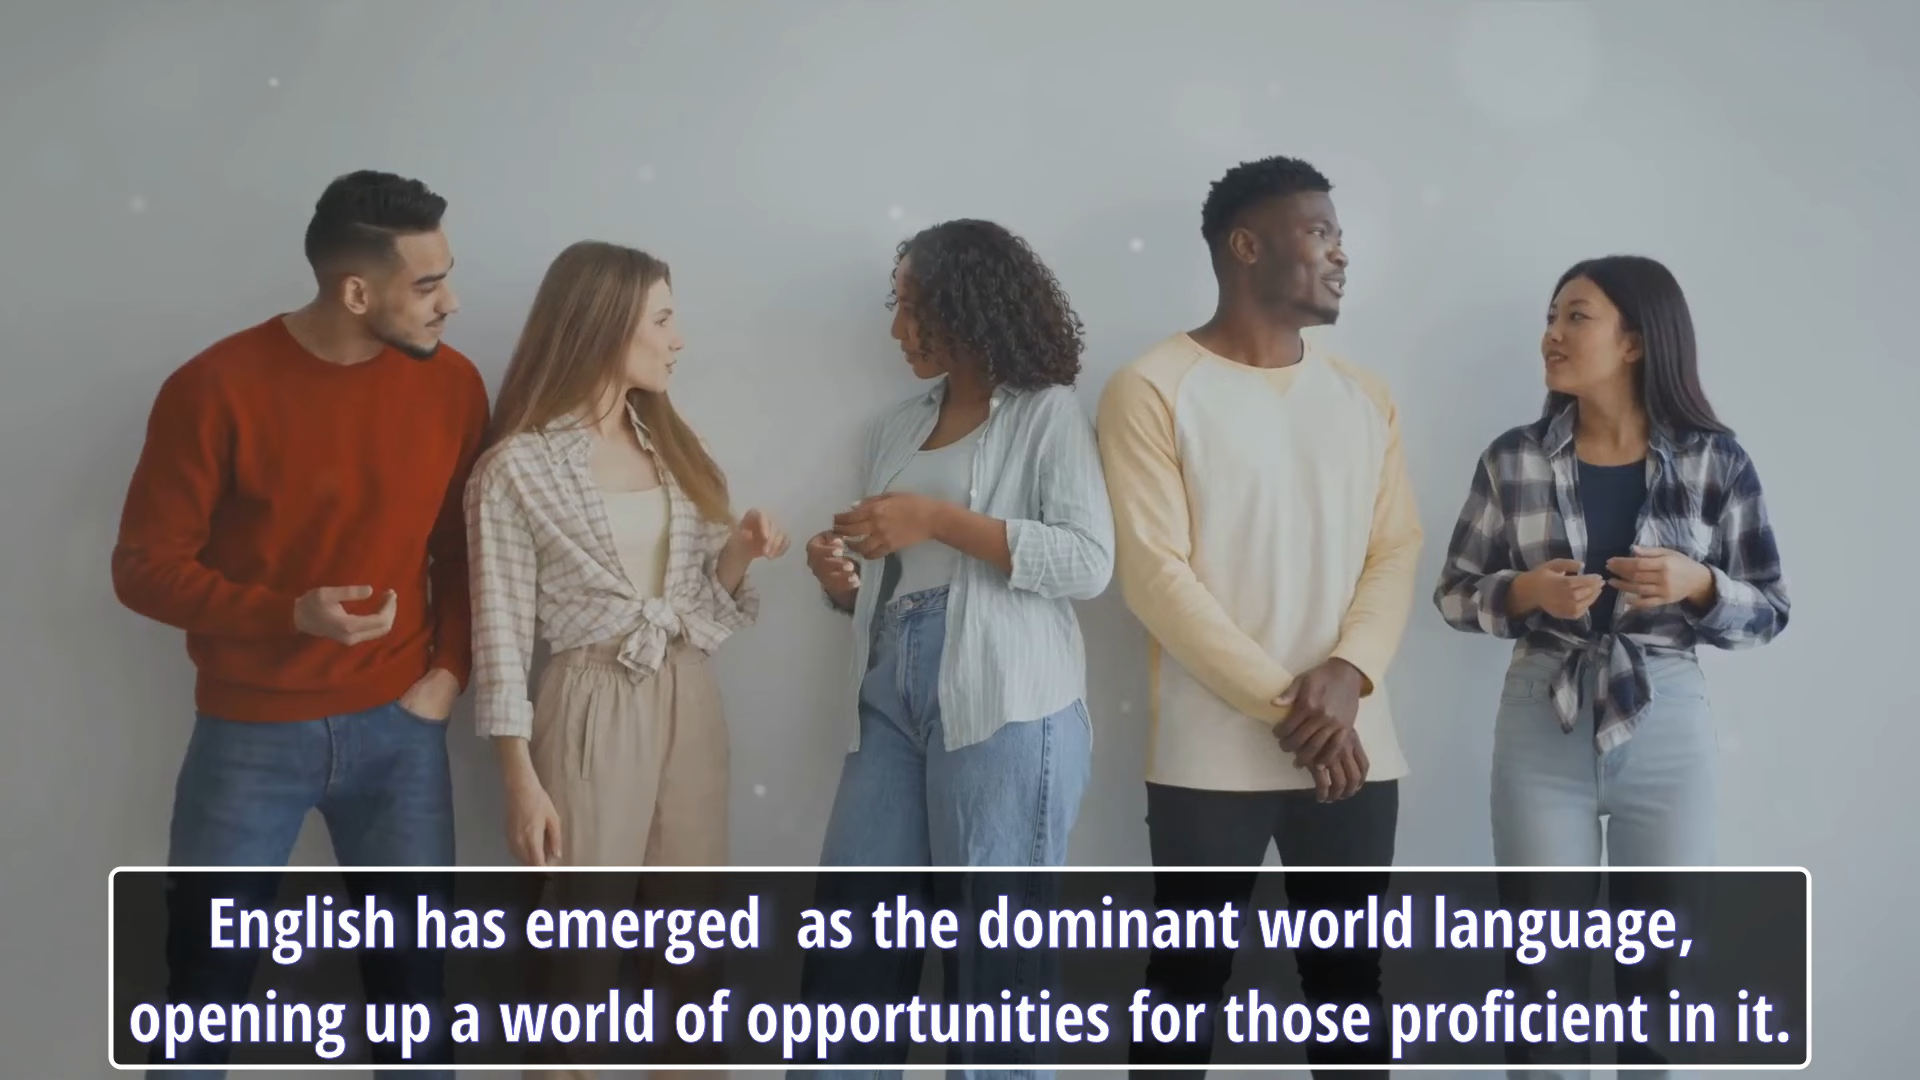 English has emerged  as the dominant world language,
opening up a world of opportunities for those proficient in it.